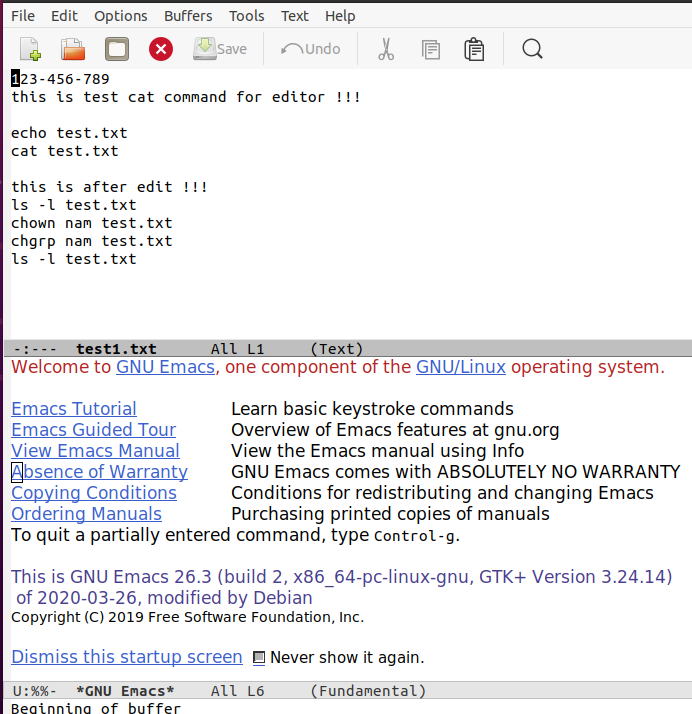 File Edit Options Buffers Tools Text Help
Save Undo
123-456-789
this is test cat command for editor !!!
echo test.txt
cat test.txt
this is after edit !!!
ls -l test.txt
chown nam test.txt
chgrp nam test.txt
ls -l test.txt
-:--- test1.txt All L1 (Text)
Welcome to GNU Emacs, one component of the GNU/Linux operating system.
Emacs Tutorial Learn basic keystroke commands
Emacs Guided Tour Overview of Emacs features at gnu.org
View Emacs Manual View the Emacs manual using Info
Absence of Warranty GNU Emacs comes with ABSOLUTELY NO WARRANTY
Copying Conditions Conditions for redistributing and changing Emacs
Ordering Manuals Purchasing printed copies of manuals
To quit a partially entered command, type Control-g.
This is GNU Emacs 26.3 (build 2, x86_64-pc-linux-gnu, GTK+ Version 3.24.14)
of 2020-03-26, modified by Debian
Copyright (C) 2019 Free Software Foundation, Inc.
Dismiss this startup screen Never show it again.
U:%%- *GNU Emacs* All L6 (Fundamental)
Beginning of buffer